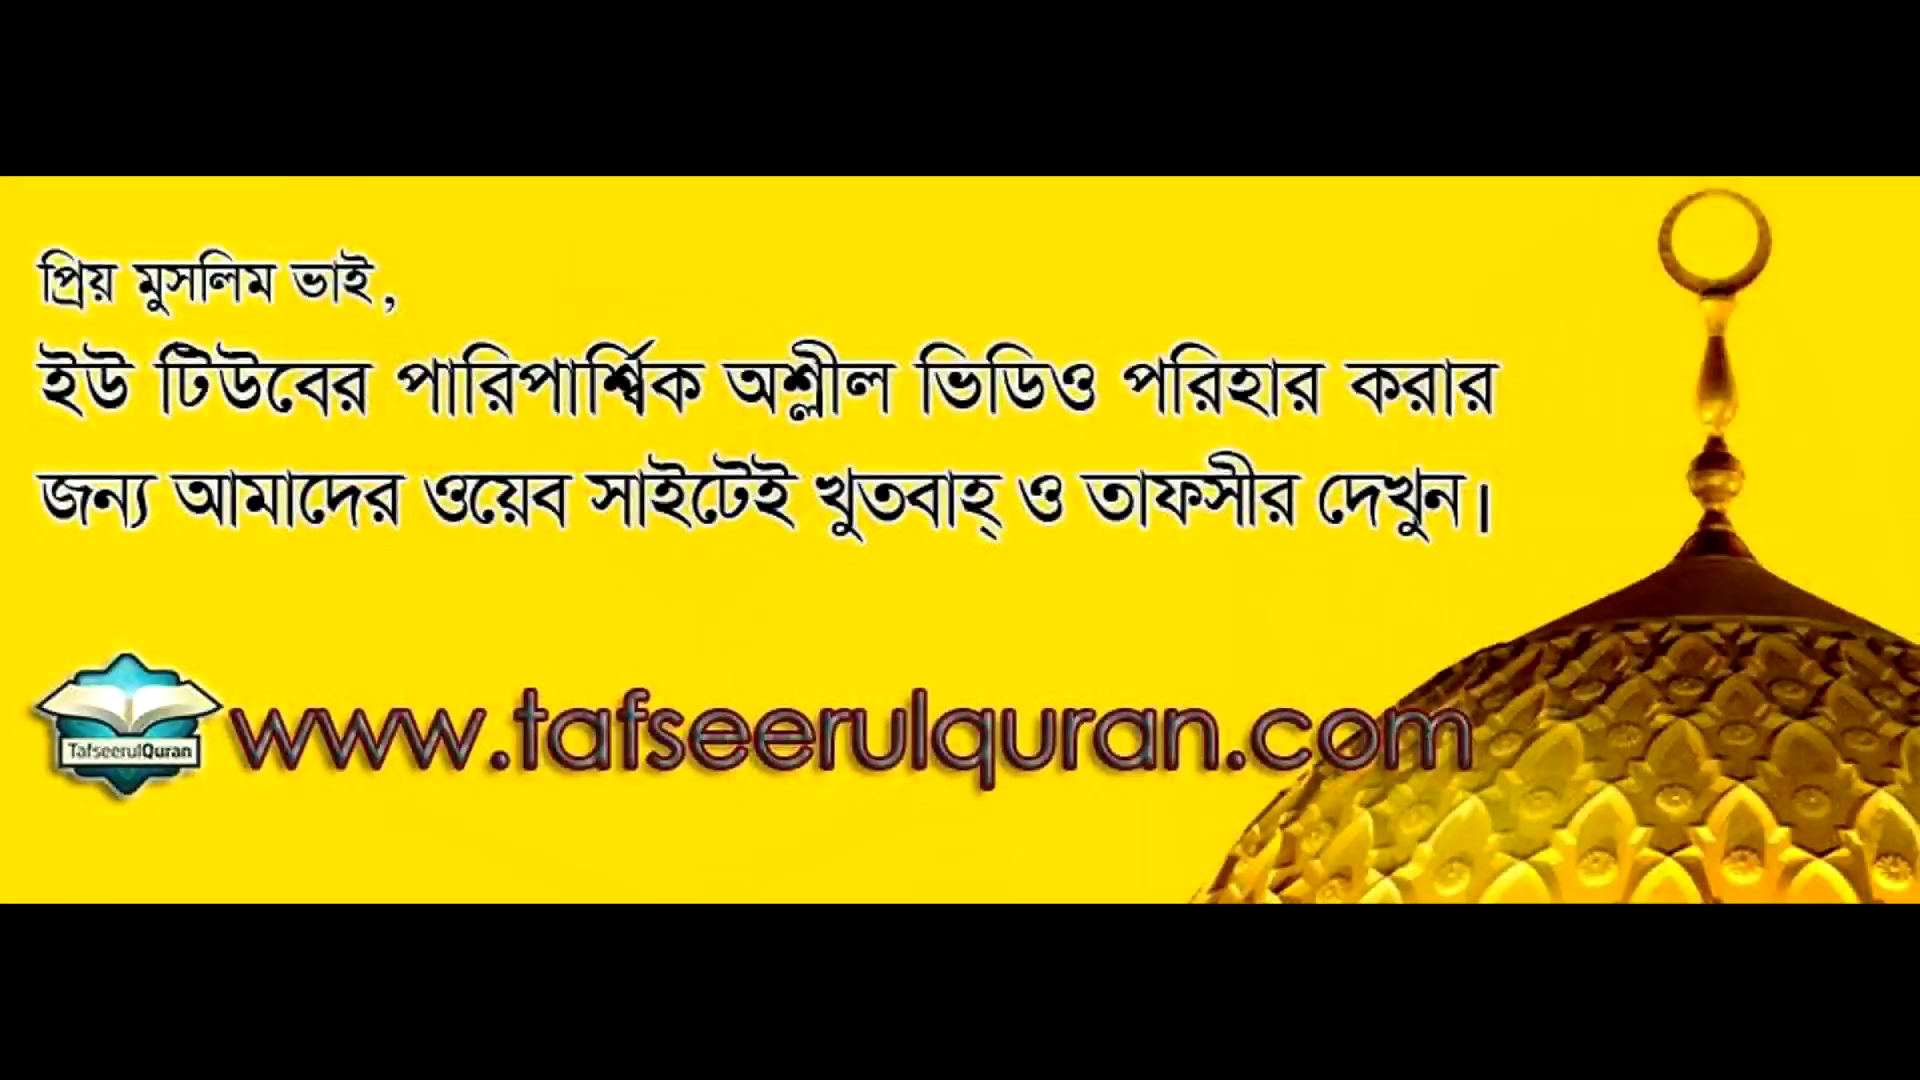 প্রিয় মুসলিম ভাই,
ইউ টিউবের পারিপার্শ্বিক অশ্লীল ভিডিও পরিহার করার
জন্য আমাদের ওয়েব সাইটেই খুতবাহ্ ও তাফসীর দেখুন।
TafseerulQuran
www.tafseerulquran.com